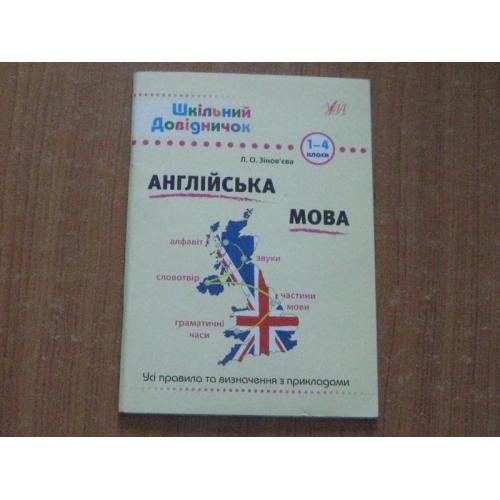 Шкільний
Довідничок
УЛА
1–4
класи
Л. О. Зінов'єва
АНГЛІЙСЬКА
МОВА
алфавіт
звуки
словотвір
частини
мови
граматичні
часи
Усі правила та визначення з прикладами